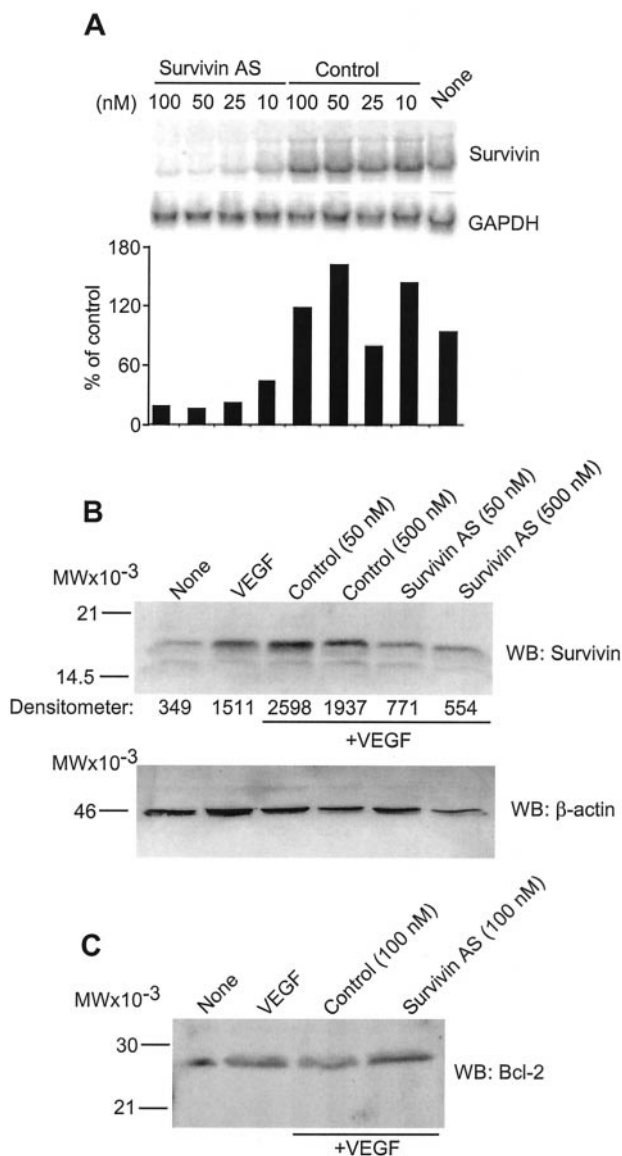 A
Survivin AS Control None
(nM) 100 50 25 10 100 50 25 10
Survivin
GAPDH
180
120
60
0
% of control
B
None VEGF Control (50 nM) Control (500 nM) Survivin AS (50 nM) Survivin AS (500 nM)
MWx10-3
21
14.5
WB: Survivin
Densitometer: 349 1511 2598 1937 771 554
+VEGF
MWx10-3
46
WB: β-actin
C
None VEGF Control (100 nM) Survivin AS (100 nM)
MWx10-3
30
21
WB: Bcl-2
+VEGF